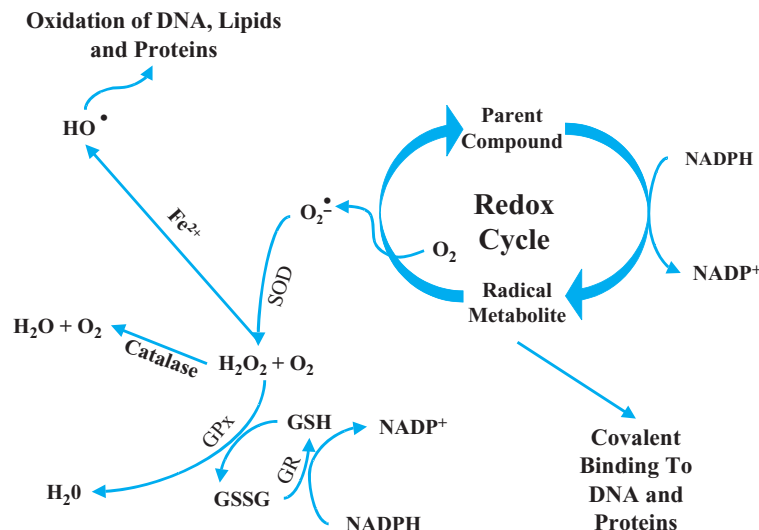 Oxidation of DNA, Lipids
and Proteins
HO •
Parent
Compound
NADPH
Fe²⁺
O₂•̄
Redox
Cycle
O₂
NADP⁺
SOD
Radical
Metabolite
H₂O + O₂
Catalase
H₂O₂ + O₂
GPx
GSH
NADP⁺
GR
Covalent
Binding To
DNA and
Proteins
H₂0
GSSG
NADPH